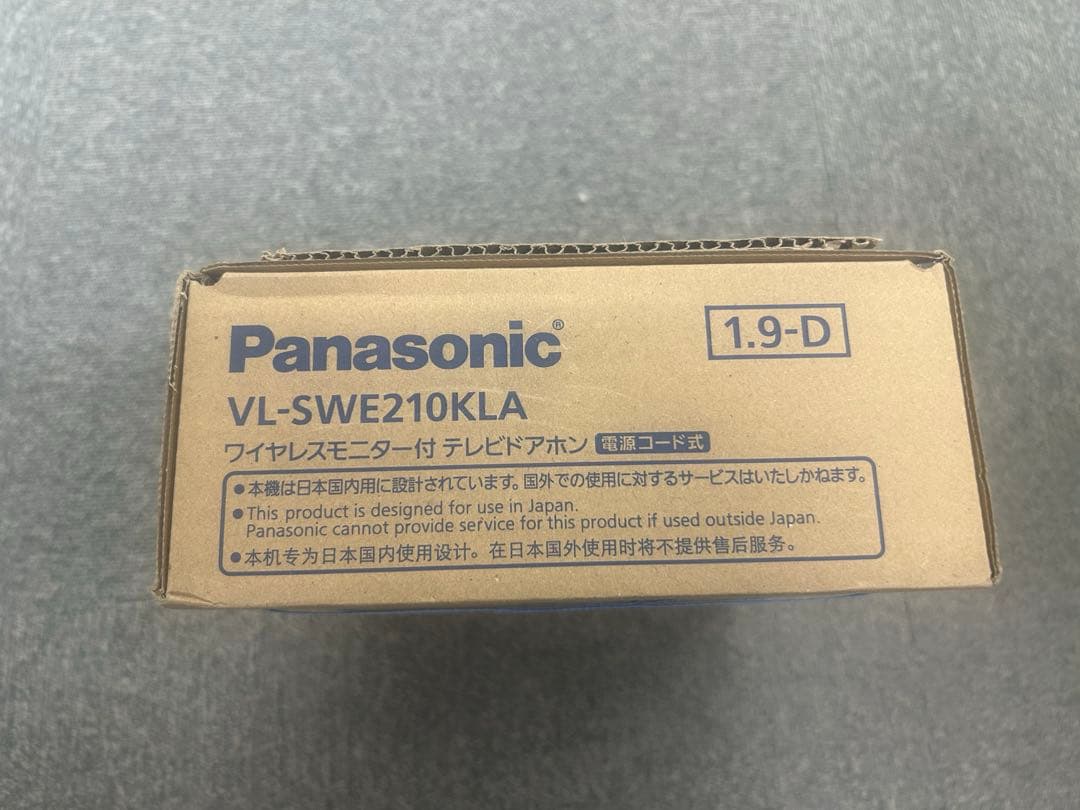 Panasonic®
1.9-D
VL-SWE210KLA
ワイヤレスモニター付 テレビドアホン 電源コード式
●本機は日本国内用に設計されています。国外での使用に対するサービスはいたしかねます。
●This product is designed for use in Japan.
Panasonic cannot provide service for this product if used outside Japan.
●本机专为日本国内使用设计。在日本国外使用时将不提供售后服务。